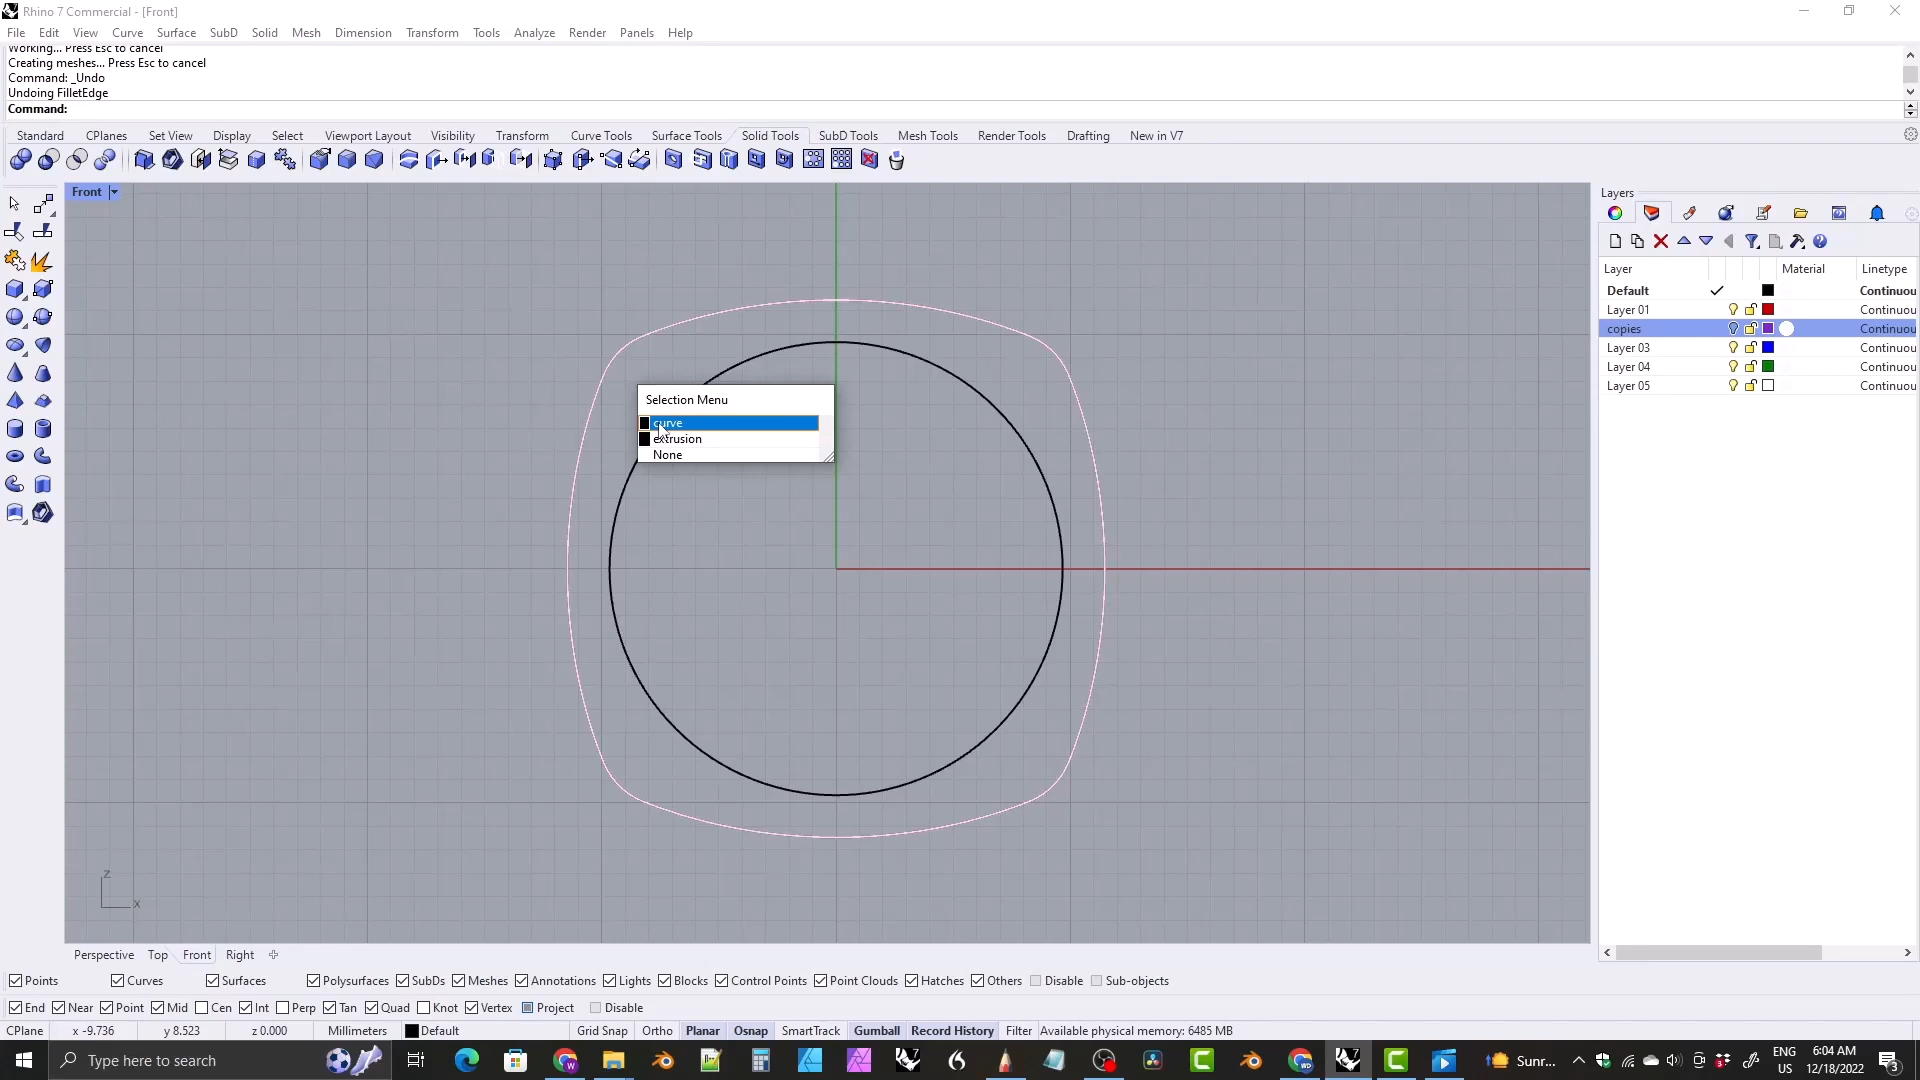 Rhino 7 Commercial - [Front]
File Edit View Curve Surface SubD Solid Mesh Dimension Transform Tools Analyze Render Panels Help
Working... Press Esc to cancel
Creating meshes... Press Esc to cancel
Command: _Undo
Undoing FilletEdge
Command:
Standard CPlanes Set View Display Select Viewport Layout Visibility Transform Curve Tools Surface Tools Solid Tools SubD Tools Mesh Tools Render Tools Drafting New in V7
Front
Layers
Layer Material Linetype
Default Continuou
Layer 01 Continuou
copies Continuou
Layer 03 Continuou
Layer 04 Continuou
Layer 05 Continuou
Selection Menu
curve
extrusion
None
z
x
Perspective Top Front Right
Points Curves Surfaces Polysurfaces SubDs Meshes Annotations Lights Blocks Control Points Point Clouds Hatches Others Disable Sub-objects
End Near Point Mid Cen Int Perp Tan Quad Knot Vertex Project Disable
CPlane x -9.736 y 8.523 z 0.000 Millimeters Default Grid Snap Ortho Planar Osnap SmartTrack Gumball Record History Filter Available physical memory: 6485 MB
Type here to search
Sunr...
ENG
US
6:04 AM
12/18/2022
3